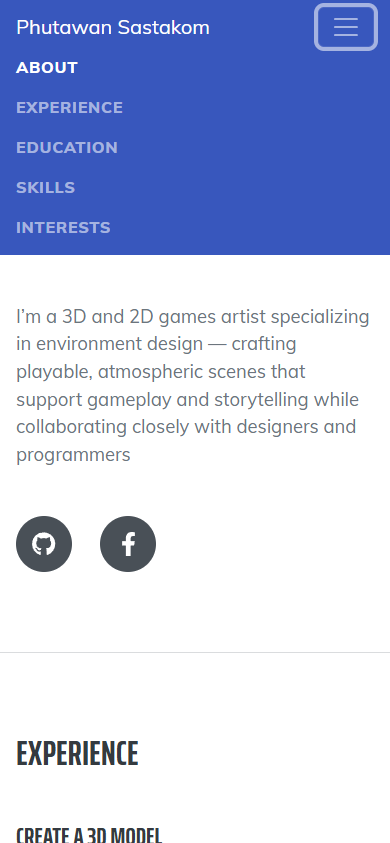 Phutawan Sastakom
ABOUT
EXPERIENCE
EDUCATION
SKILLS
INTERESTS
I’m a 3D and 2D games artist specializing
in environment design — crafting
playable, atmospheric scenes that
support gameplay and storytelling while
collaborating closely with designers and
programmers
EXPERIENCE
CREATE A 3D MODEL